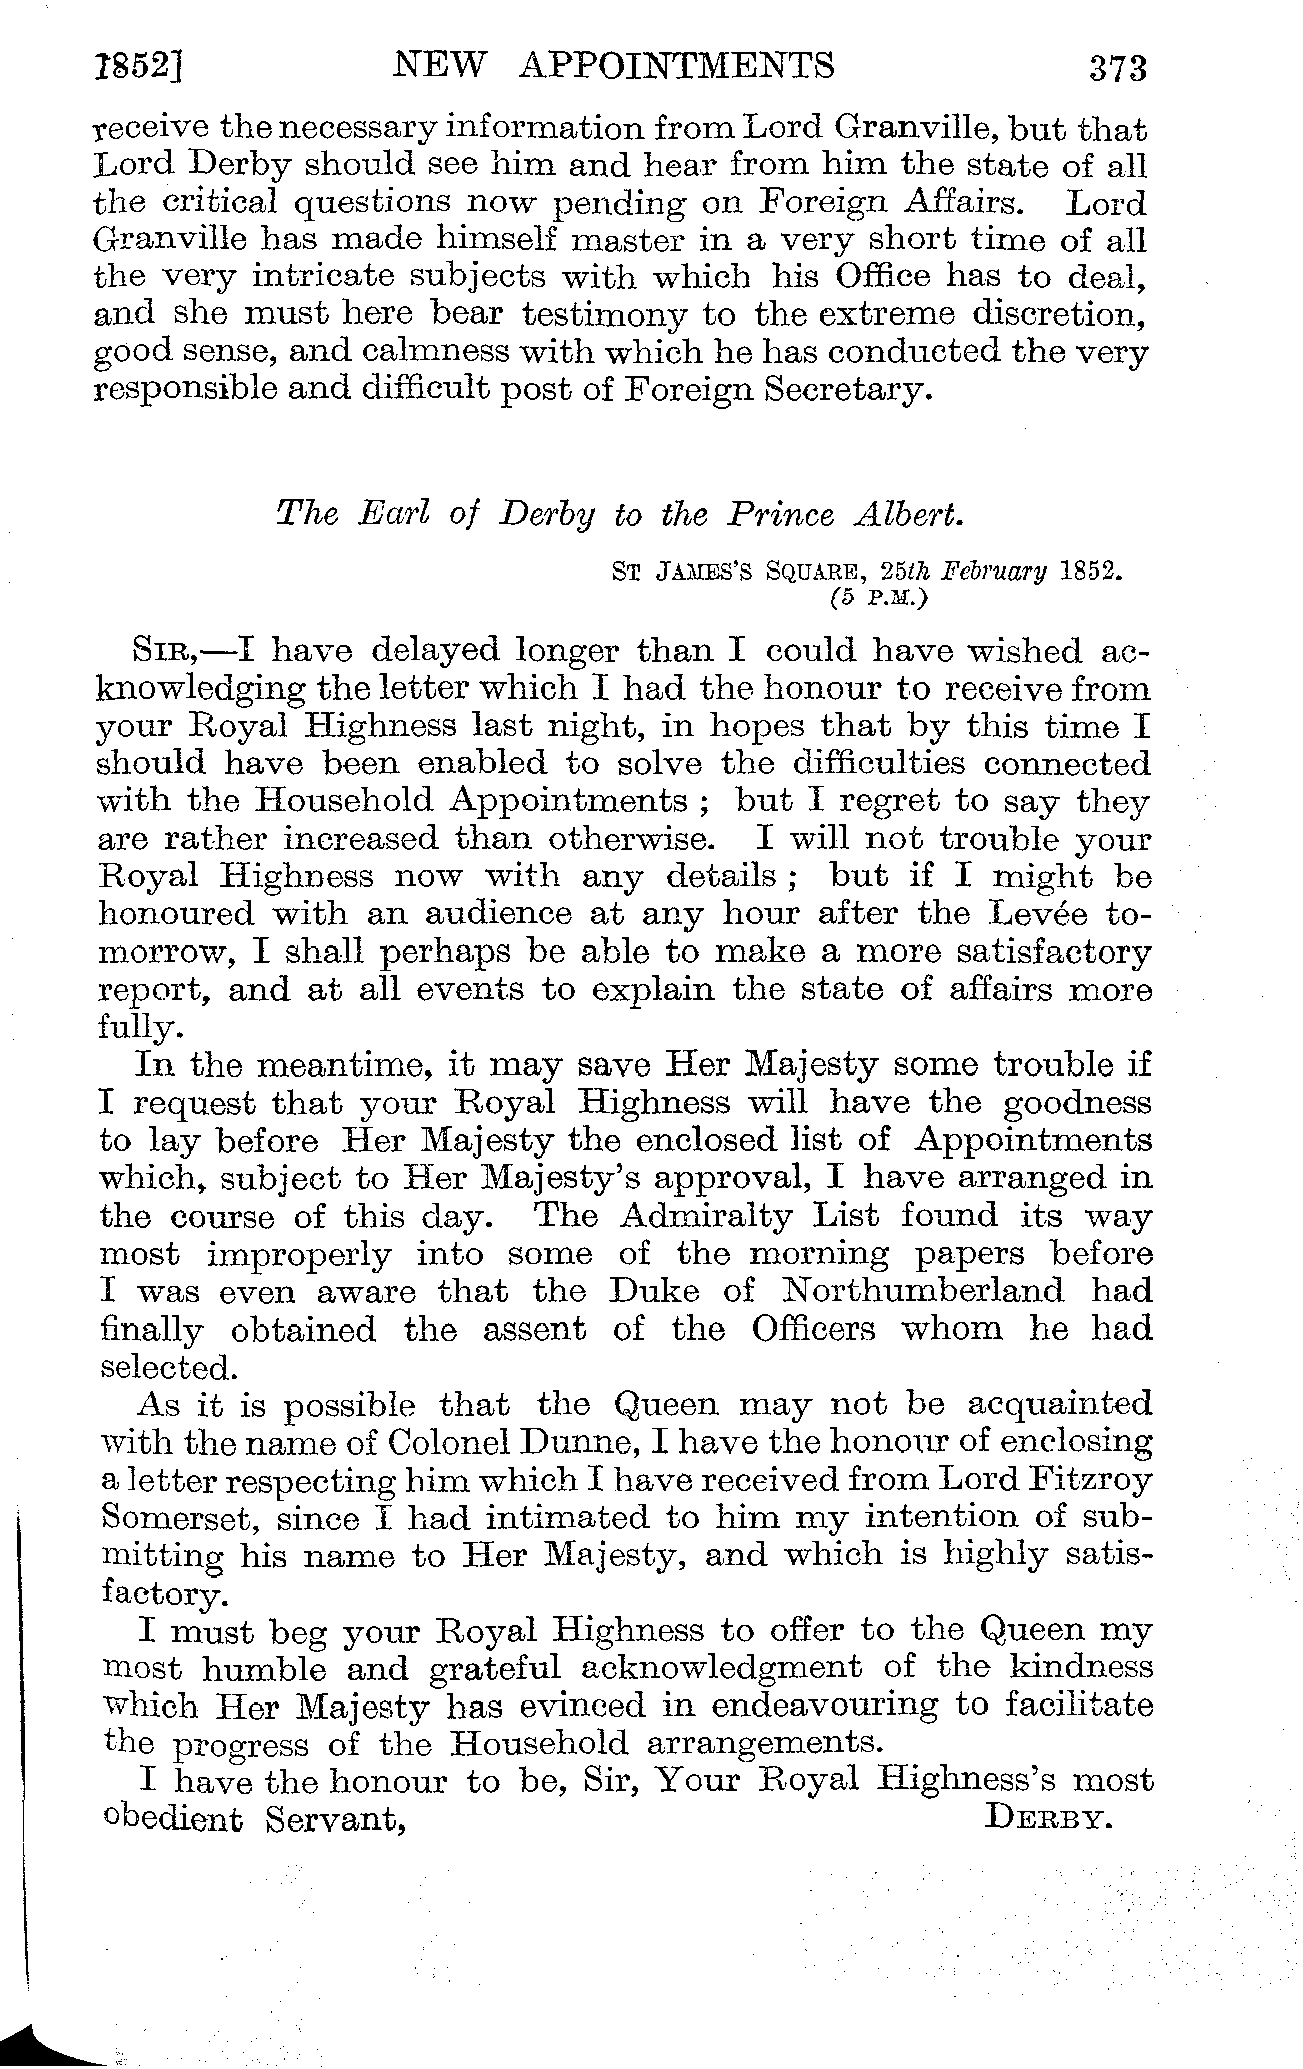 1852] NEW APPOINTMENTS 373
receive the necessary information from Lord Granville, but that
Lord Derby should see him and hear from him the state of all
the critical questions now pending on Foreign Affairs. Lord
Granville has made himself master in a very short time of all
the very intricate subjects with which his Office has to deal,
and she must here bear testimony to the extreme discretion,
good sense, and calmness with which he has conducted the very
responsible and difficult post of Foreign Secretary.
The Earl of Derby to the Prince Albert.
ST JAMES'S SQUARE, 25th February 1852.
(5 P.M.)
SIR,—I have delayed longer than I could have wished ac-
knowledging the letter which I had the honour to receive from
your Royal Highness last night, in hopes that by this time I
should have been enabled to solve the difficulties connected
with the Household Appointments ; but I regret to say they
are rather increased than otherwise. I will not trouble your
Royal Highness now with any details ; but if I might be
honoured with an audience at any hour after the Levée to-
morrow, I shall perhaps be able to make a more satisfactory
report, and at all events to explain the state of affairs more
fully.
In the meantime, it may save Her Majesty some trouble if
I request that your Royal Highness will have the goodness
to lay before Her Majesty the enclosed list of Appointments
which, subject to Her Majesty's approval, I have arranged in
the course of this day. The Admiralty List found its way
most improperly into some of the morning papers before
I was even aware that the Duke of Northumberland had
finally obtained the assent of the Officers whom he had
selected.
As it is possible that the Queen may not be acquainted
with the name of Colonel Dunne, I have the honour of enclosing
a letter respecting him which I have received from Lord Fitzroy
Somerset, since I had intimated to him my intention of sub-
mitting his name to Her Majesty, and which is highly satis-
factory.
I must beg your Royal Highness to offer to the Queen my
most humble and grateful acknowledgment of the kindness
which Her Majesty has evinced in endeavouring to facilitate
the progress of the Household arrangements.
I have the honour to be, Sir, Your Royal Highness's most
obedient Servant, DERBY.